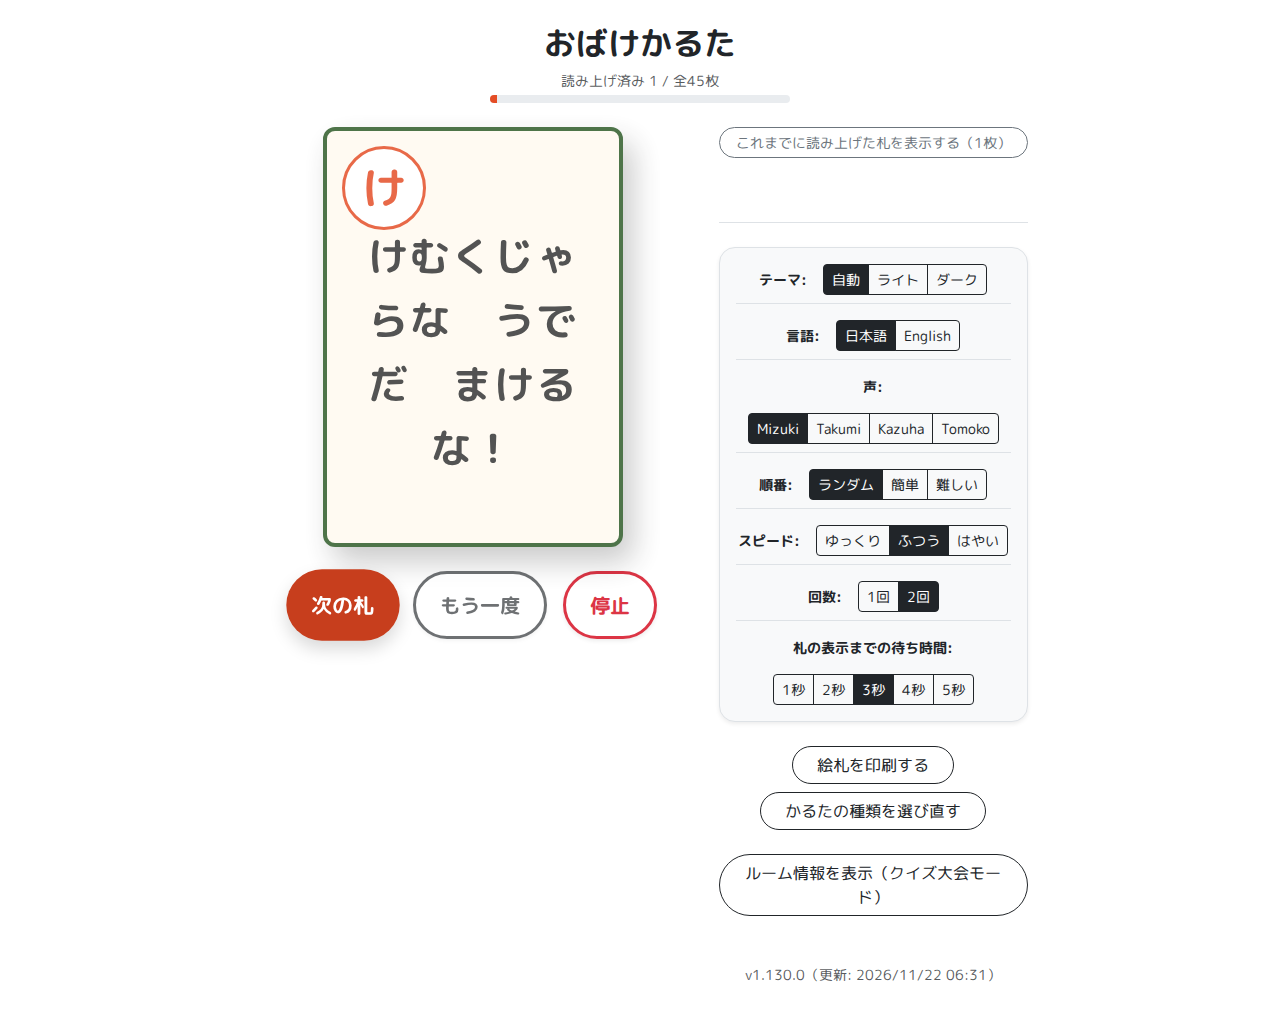 おばけかるた
読み上げ済み 1 / 全45枚
け
けむくじゃ
らな　うで
だ　まける
な！
次の札
もう一度
停止
これまでに読み上げた札を表示する（1枚）
テーマ: 自動 ライト ダーク
言語: 日本語 English
声:
Mizuki Takumi Kazuha Tomoko
順番: ランダム 簡単 難しい
スピード: ゆっくり ふつう はやい
回数: 1回 2回
札の表示までの待ち時間:
1秒 2秒 3秒 4秒 5秒
絵札を印刷する
かるたの種類を選び直す
ルーム情報を表示（クイズ大会モー
ド）
v1.130.0（更新: 2026/11/22 06:31）